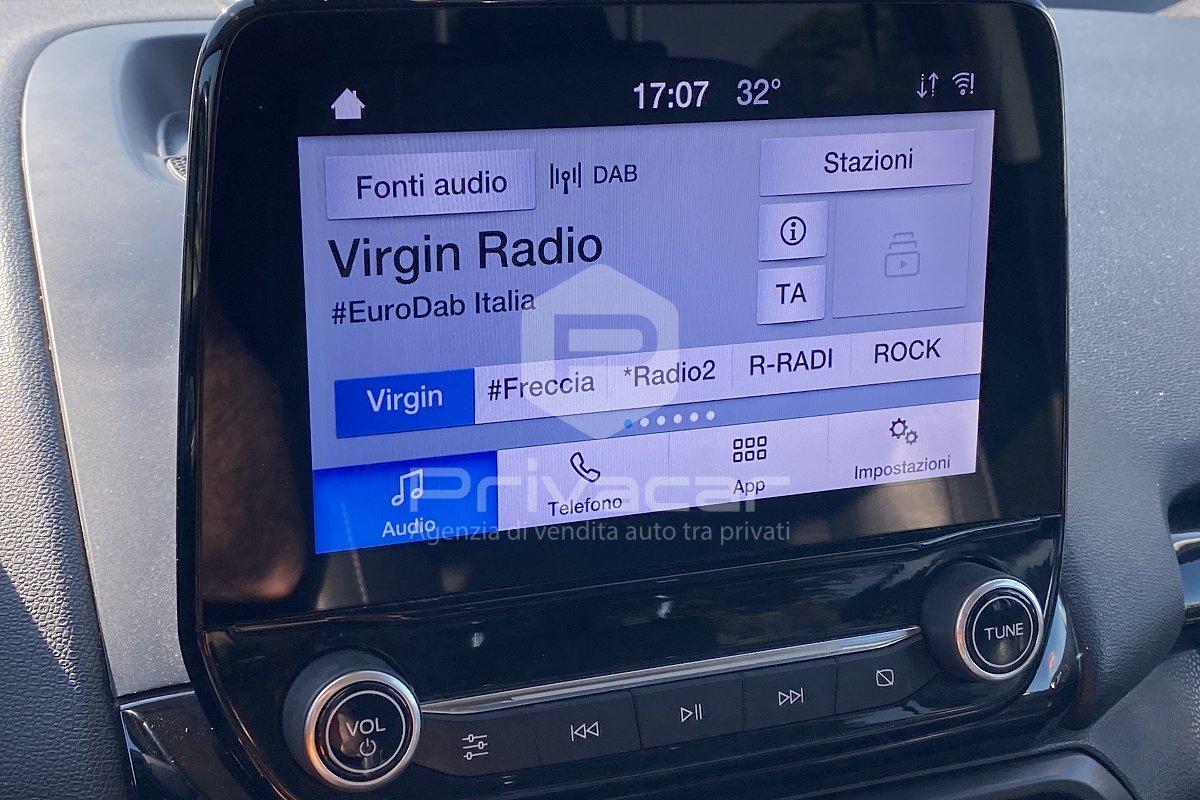 17:07 32°
Fonti audio DAB Stazioni
Virgin Radio
#EuroDab Italia
TA
Virgin #Freccia *Radio2 R-RADI ROCK
Audio Telefono App Impostazioni
Privacar
Agenzia di vendita auto tra privati
VOL
TUNE